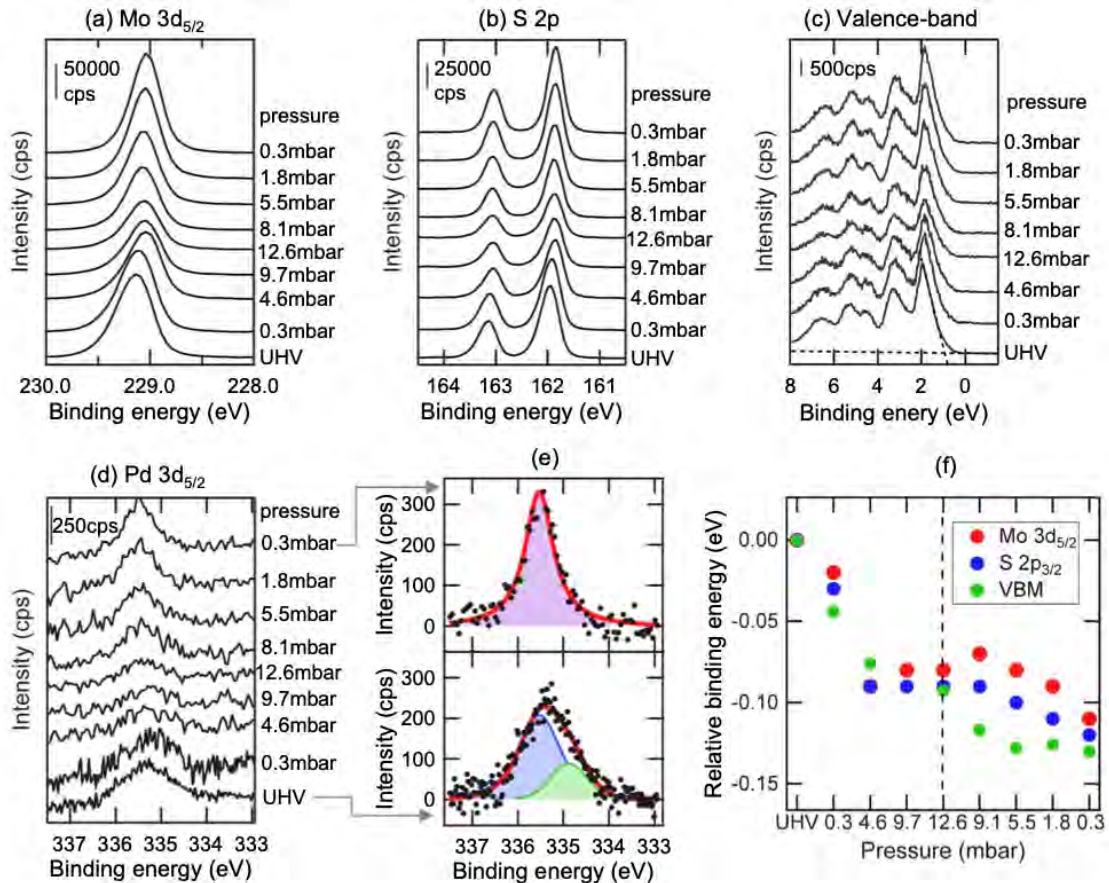 (a) Mo 3d5/2
50000
cps
pressure
0.3mbar
1.8mbar
5.5mbar
8.1mbar
12.6mbar
9.7mbar
4.6mbar
0.3mbar
UHV
Intensity (cps)
230.0 229.0 228.0
Binding energy (eV)
(b) S 2p
25000
cps
pressure
0.3mbar
1.8mbar
5.5mbar
8.1mbar
12.6mbar
9.7mbar
4.6mbar
0.3mbar
UHV
Intensity (cps)
164 163 162 161
Binding energy (eV)
(c) Valence-band
500cps
pressure
0.3mbar
1.8mbar
5.5mbar
8.1mbar
12.6mbar
4.6mbar
0.3mbar
UHV
Intensity (cps)
8 6 4 2 0
Binding enery (eV)
(d) Pd 3d5/2
337 336 335 334 333
250cps
pressure
0.3mbar
1.8mbar
5.5mbar
8.1mbar
12.6mbar
9.7mbar
4.6mbar
0.3mbar
UHV
Intensity (cps)
337 336 335 334 333
Binding energy (eV)
(e)
300
200
100
0
Intensity (cps)
300
200
100
0
Intensity (cps)
337 336 335 334 333
Binding energy (eV)
(f)
Mo 3d5/2
S 2p3/2
VBM
0.00
-0.05
-0.10
-0.15
Relative binding energy (eV)
UHV 0.3 4.6 9.7 12.6 9.1 5.5 1.8 0.3
Pressure (mbar)